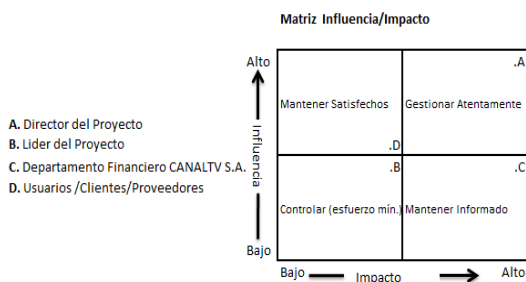 Matriz Influencia/Impacto
Alto
.A
Mantener Satisfechos
Gestionar Atentamente
A. Director del Proyecto
B. Lider del Proyecto
C. Departamento Financiero CANALTV S.A.
D. Usuarios /Clientes/Proveedores
Influencia
.D
.B
.C
Controlar (esfuerzo mín.)
Mantener Informado
Bajo
Bajo
Impacto
Alto